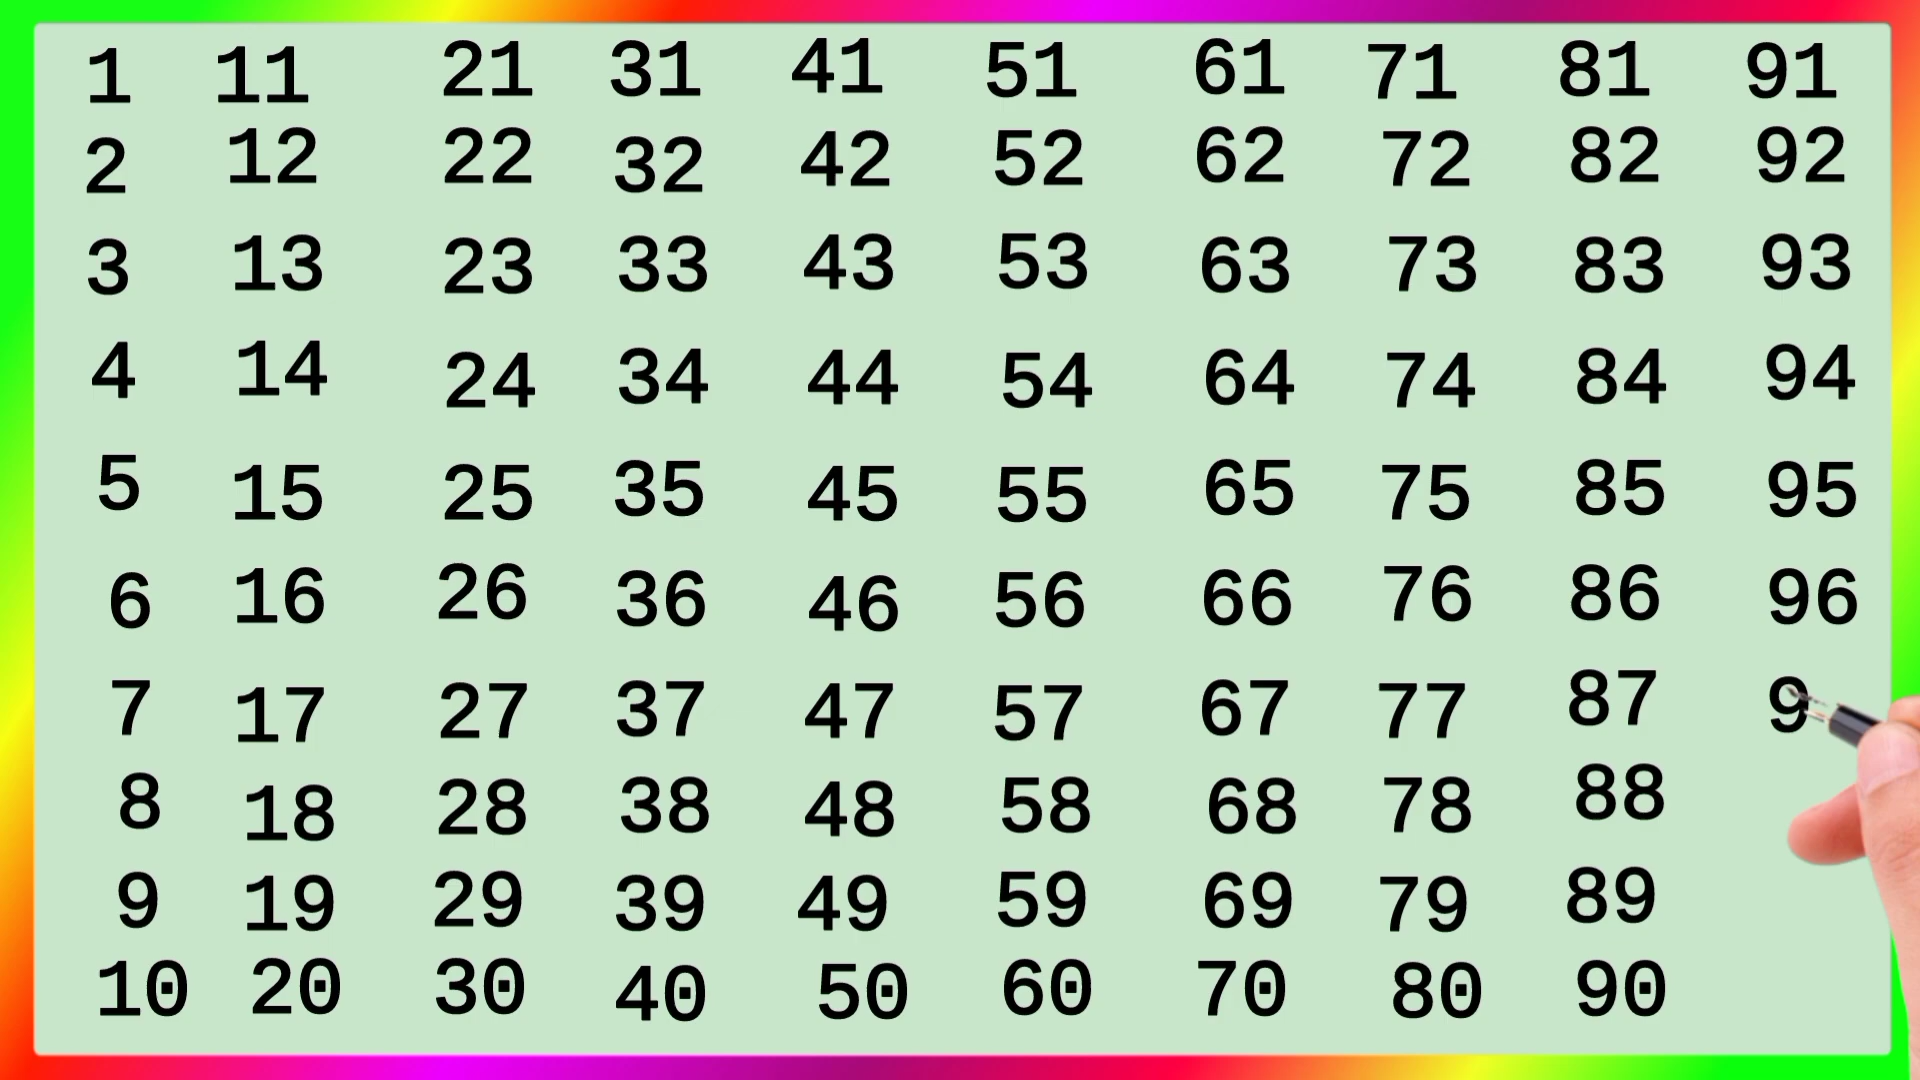 1 11 21 31 41 51 61 71 81 91
2 12 22 32 42 52 62 72 82 92
3 13 23 33 43 53 63 73 83 93
4 14 24 34 44 54 64 74 84 94
5 15 25 35 45 55 65 75 85 95
6 16 26 36 46 56 66 76 86 96
7 17 27 37 47 57 67 77 87 9
8 18 28 38 48 58 68 78 88
9 19 29 39 49 59 69 79 89
10 20 30 40 50 60 70 80 90